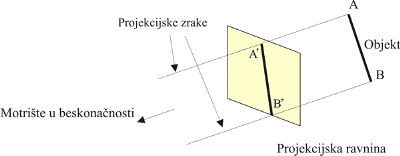 A
Projekcijske zrake
Objekt
A'
B
B'
Motrište u beskonačnosti
Projekcijska ravnina